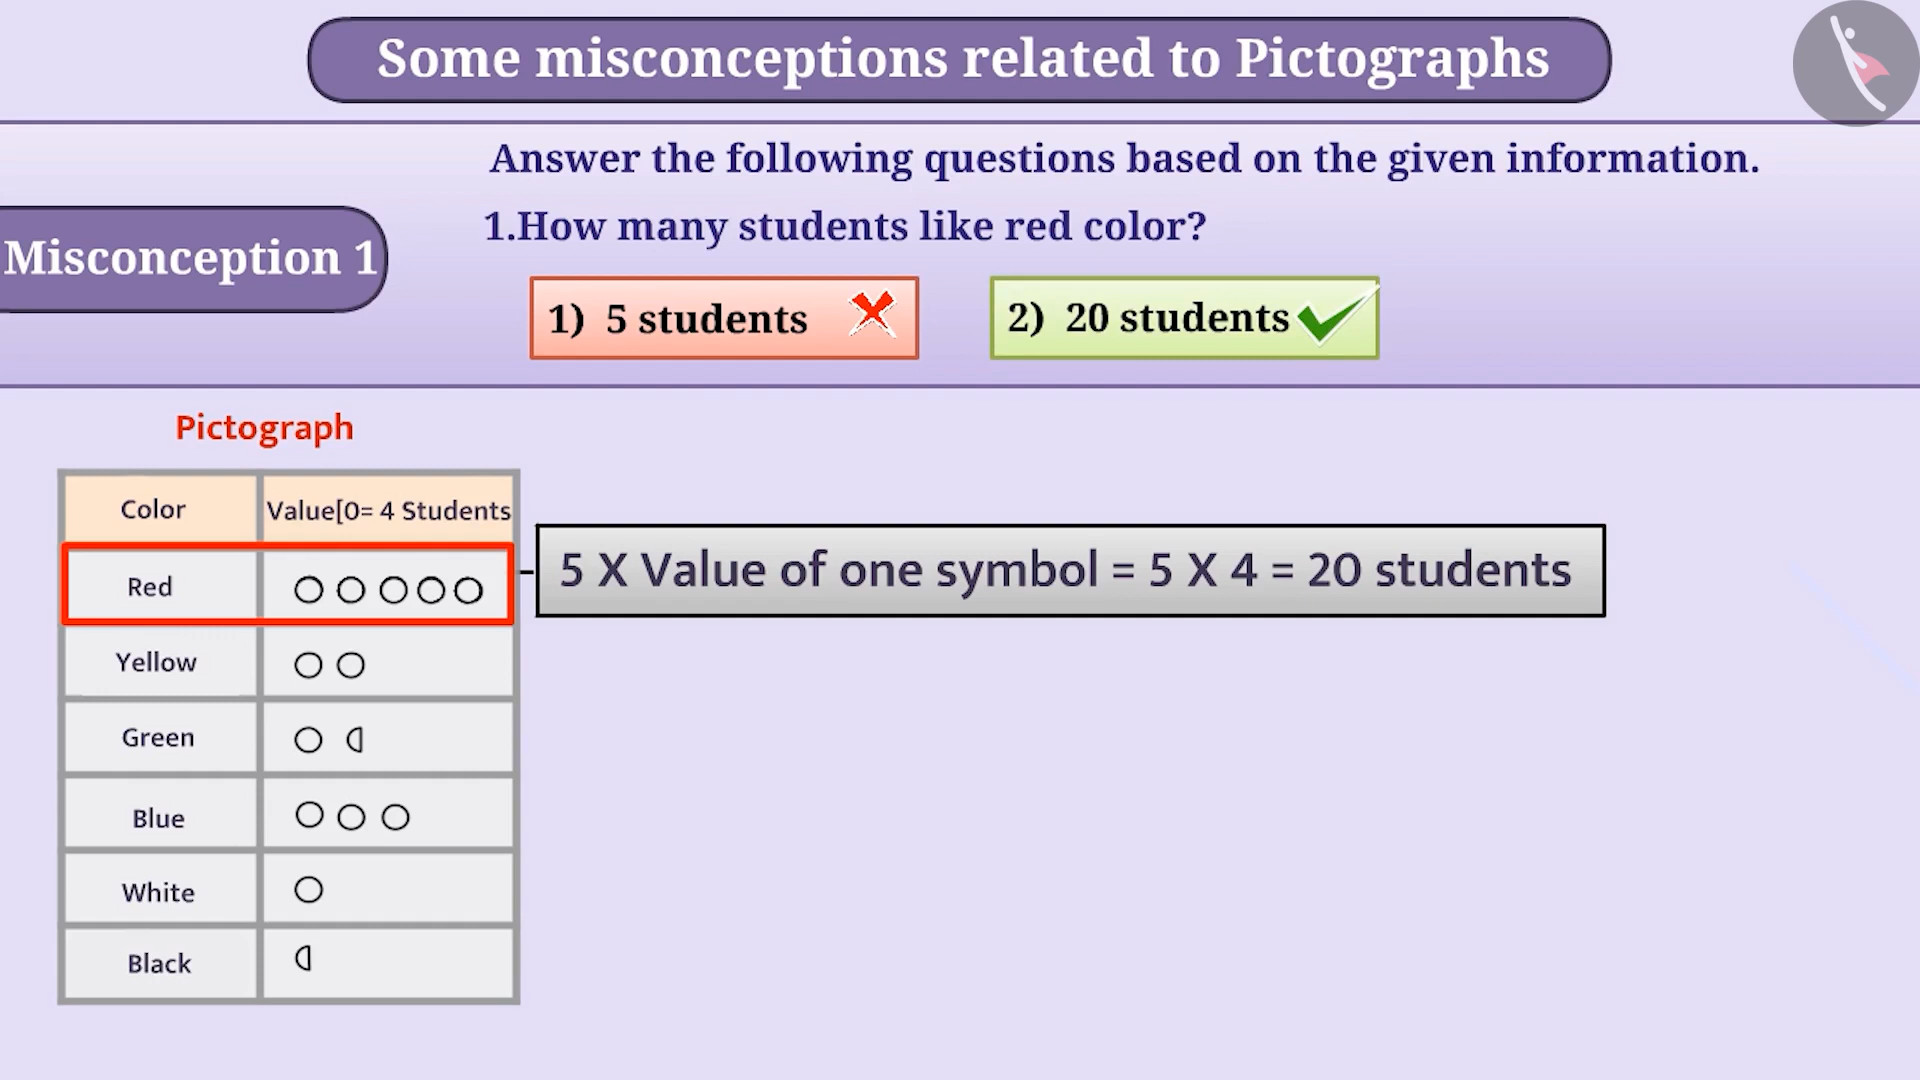 Some misconceptions related to Pictographs
Answer the following questions based on the given information.
1.How many students like red color?
Misconception 1
1) 5 students
2) 20 students
Pictograph
Color Value[0= 4 Students
Red
5 X Value of one symbol = 5 X 4 = 20 students
Yellow
Green
Blue
White
Black